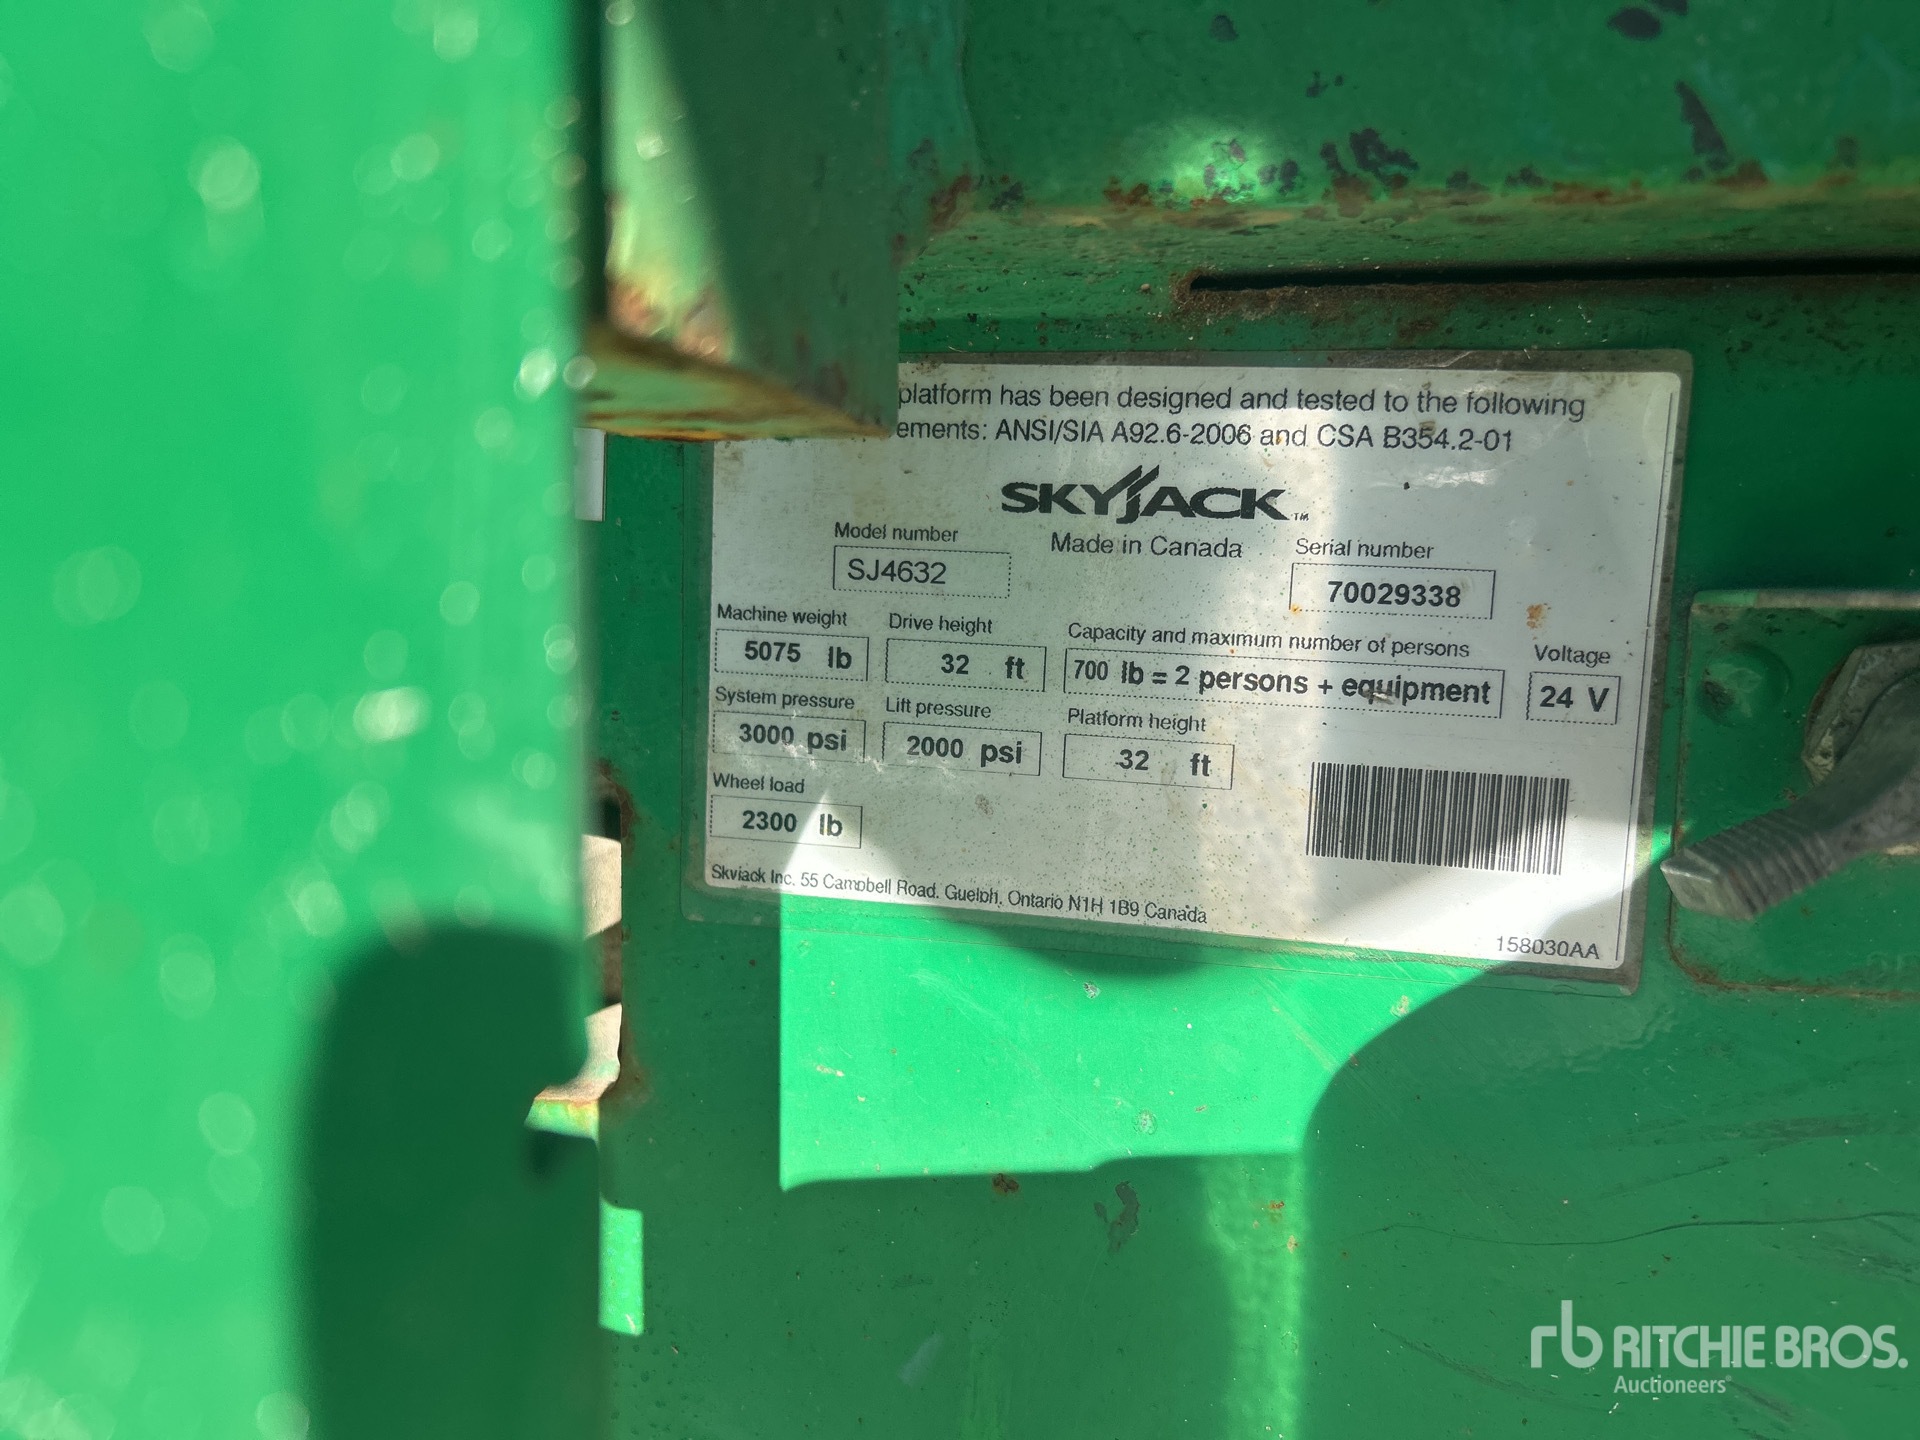 platform has been designed and tested to the following
ements: ANSI/SIA A92.6-2006 and CSA B354.2-01
SKYJACK™
Made in Canada
Model number
SJ4632
Serial number
70029338
Machine weight
5075 lb
Drive height
32 ft
Capacity and maximum number of persons
700 lb = 2 persons + equipment
Voltage
24 V
System pressure
3000 psi
Lift pressure
2000 psi
Platform height
32 ft
Wheel load
2300 lb
Skyjack Inc. 55 Campbell Road, Guelph, Ontario N1H 1B9 Canada
158030AA
rb RITCHIE BROS.
Auctioneers